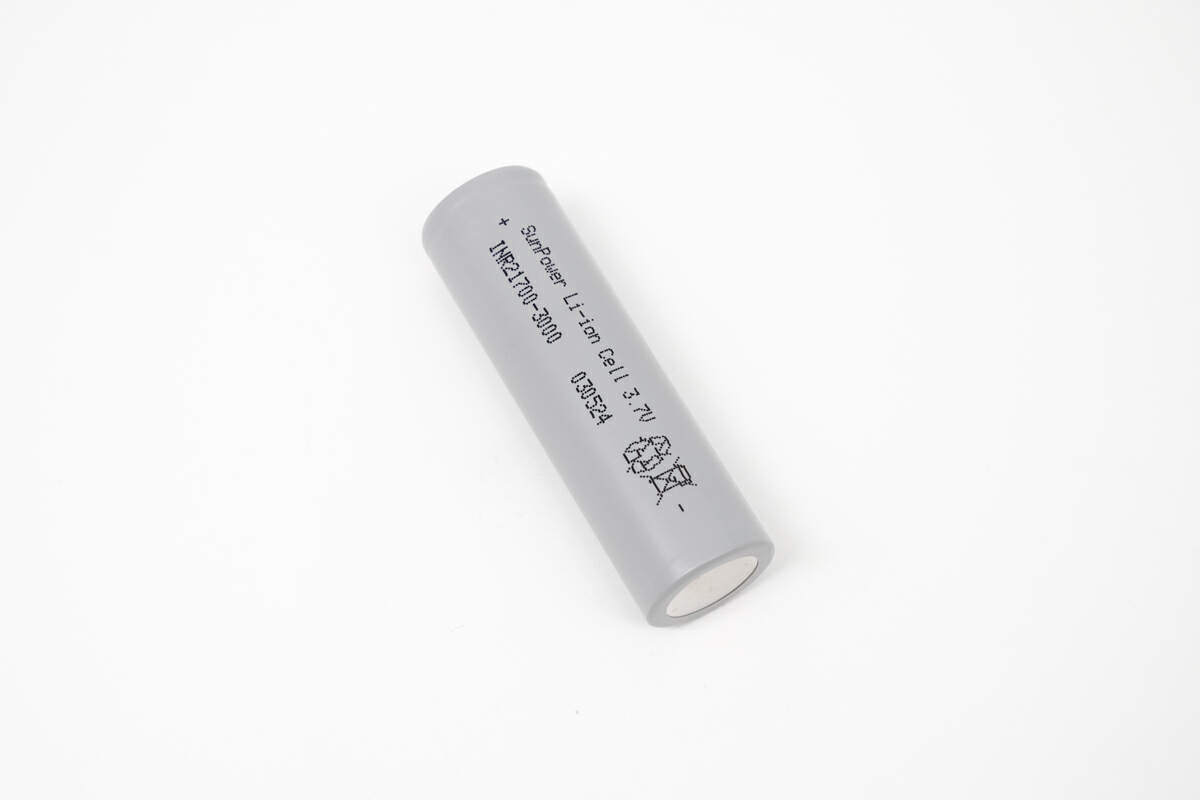 + SunPower Li-ion Cell 3.7V
INR21700-3000 030524 -